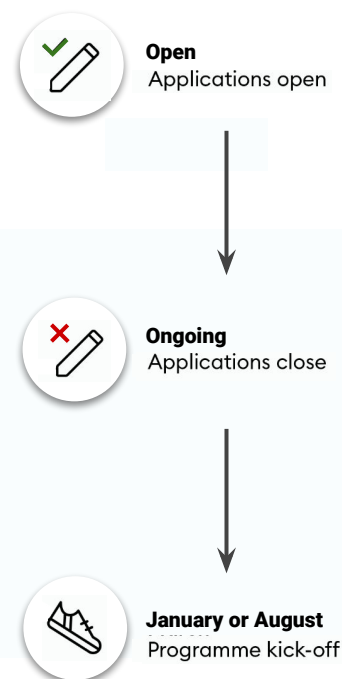 Open
Applications open
Ongoing
Applications close
January or August
Programme kick-off